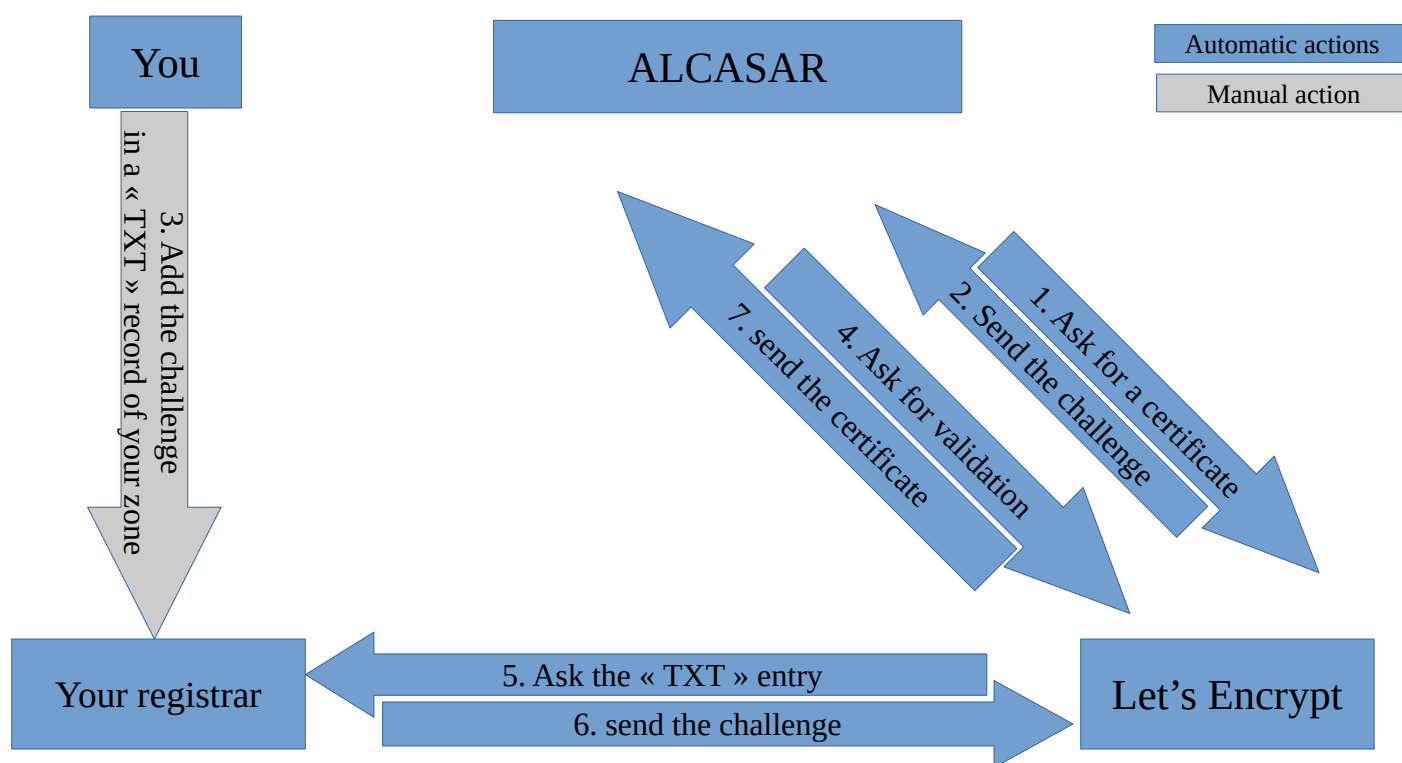 You
ALCASAR
Automatic actions
Manual action
3. Add the challenge
in a « TXT » record of your zone
1. Ask for a certificate
2. Send the challenge
4. Ask for validation
7. send the certificate
Your registrar
5. Ask the « TXT » entry
6. send the challenge
Let’s Encrypt